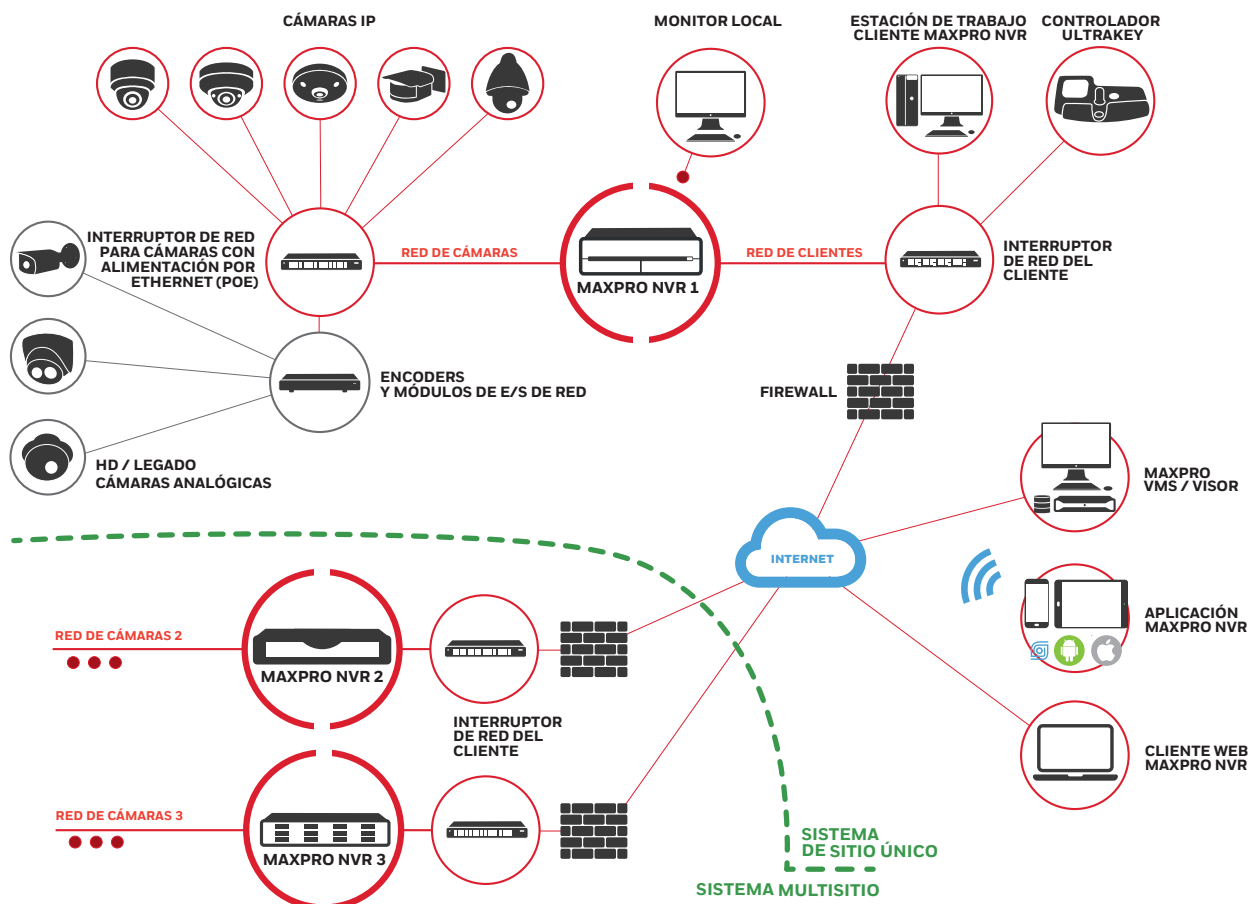 CÁMARAS IP
MONITOR LOCAL
ESTACIÓN DE TRABAJO
CLIENTE MAXPRO NVR
CONTROLADOR
ULTRAKEY
INTERRUPTOR DE RED
PARA CÁMARAS CON
ALIMENTACIÓN POR
ETHERNET (POE)
RED DE CÁMARAS
MAXPRO NVR 1
RED DE CLIENTES
INTERRUPTOR
DE RED DEL
CLIENTE
ENCODERS
Y MÓDULOS DE E/S DE RED
FIREWALL
HD / LEGADO
CÁMARAS ANALÓGICAS
MAXPRO
VMS / VISOR
INTERNET
APLICACIÓN
MAXPRO NVR
RED DE CÁMARAS 2
MAXPRO NVR 2
INTERRUPTOR
DE RED DEL
CLIENTE
CLIENTE WEB
MAXPRO NVR
RED DE CÁMARAS 3
MAXPRO NVR 3
SISTEMA
DE SITIO ÚNICO
SISTEMA MULTISITIO